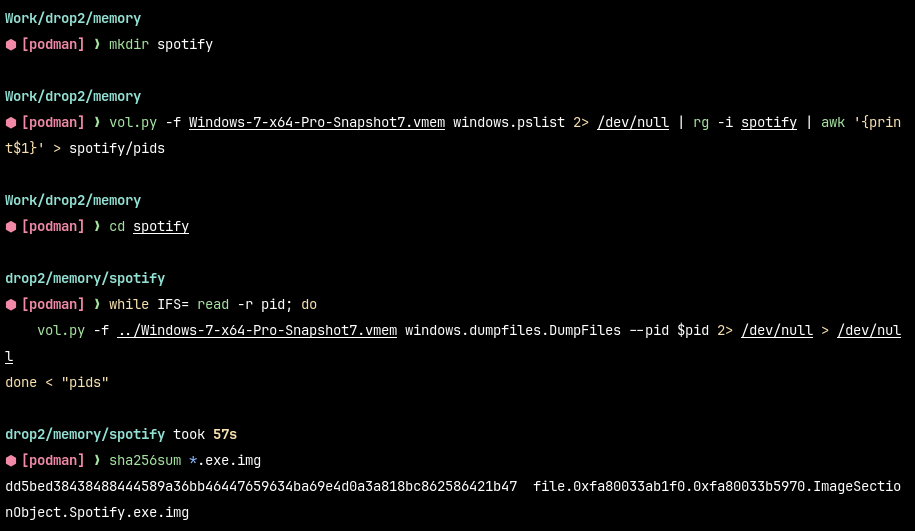 Work/drop2/memory
⬢ [podman] ❯ mkdir spotify
Work/drop2/memory
⬢ [podman] ❯ vol.py -f Windows-7-x64-Pro-Snapshot7.vmem windows.pslist 2> /dev/null | rg -i spotify | awk '{prin
t$1}' > spotify/pids
Work/drop2/memory
⬢ [podman] ❯ cd spotify
drop2/memory/spotify
⬢ [podman] ❯ while IFS= read -r pid; do
    vol.py -f ../Windows-7-x64-Pro-Snapshot7.vmem windows.dumpfiles.DumpFiles --pid $pid 2> /dev/null > /dev/nul
l
done < "pids"
drop2/memory/spotify took 57s
⬢ [podman] ❯ sha256sum *.exe.img
dd5bed38438488444589a36bb46447659634ba69e4d0a3a818bc862586421b47  file.0xfa80033ab1f0.0xfa80033b5970.ImageSectio
nObject.Spotify.exe.img